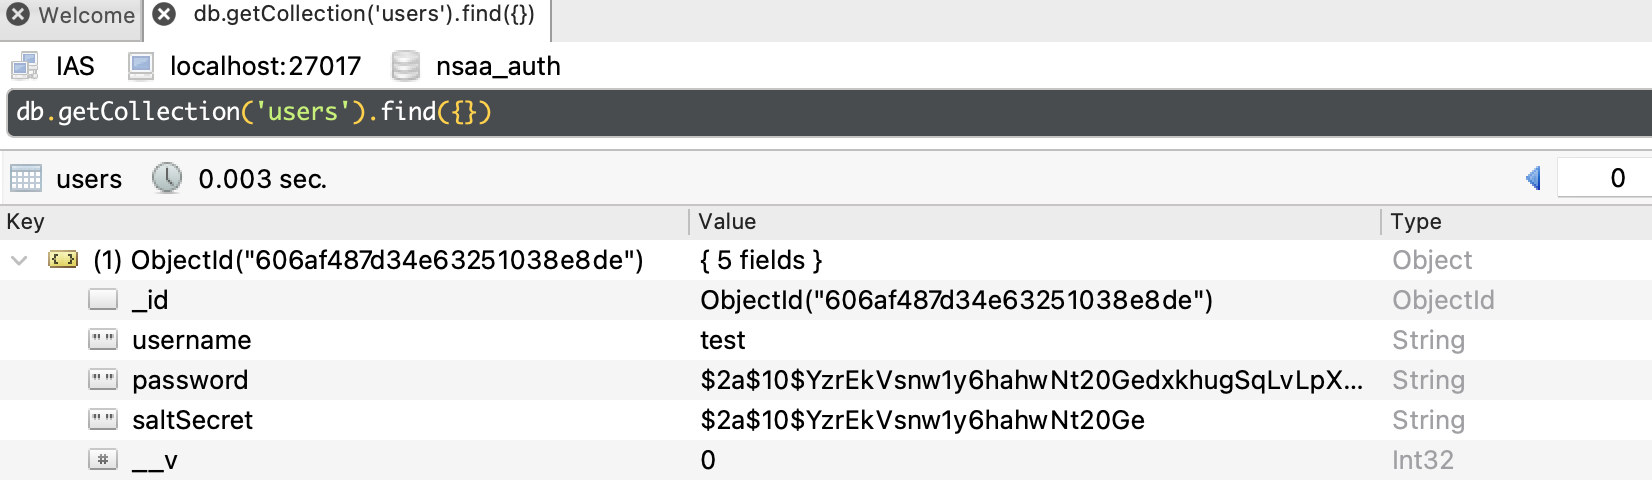 Welcome db.getCollection('users').find({})
IAS localhost:27017 nsaa_auth
db.getCollection('users').find({})
users 0.003 sec. 0
Key Value Type
(1) ObjectId("606af487d34e63251038e8de") { 5 fields } Object
_id ObjectId("606af487d34e63251038e8de") ObjectId
username test String
password $2a$10$YzrEkVsnw1y6hahwNt20GedxkhugSqLvLpX... String
saltSecret $2a$10$YzrEkVsnw1y6hahwNt20Ge String
__v 0 Int32